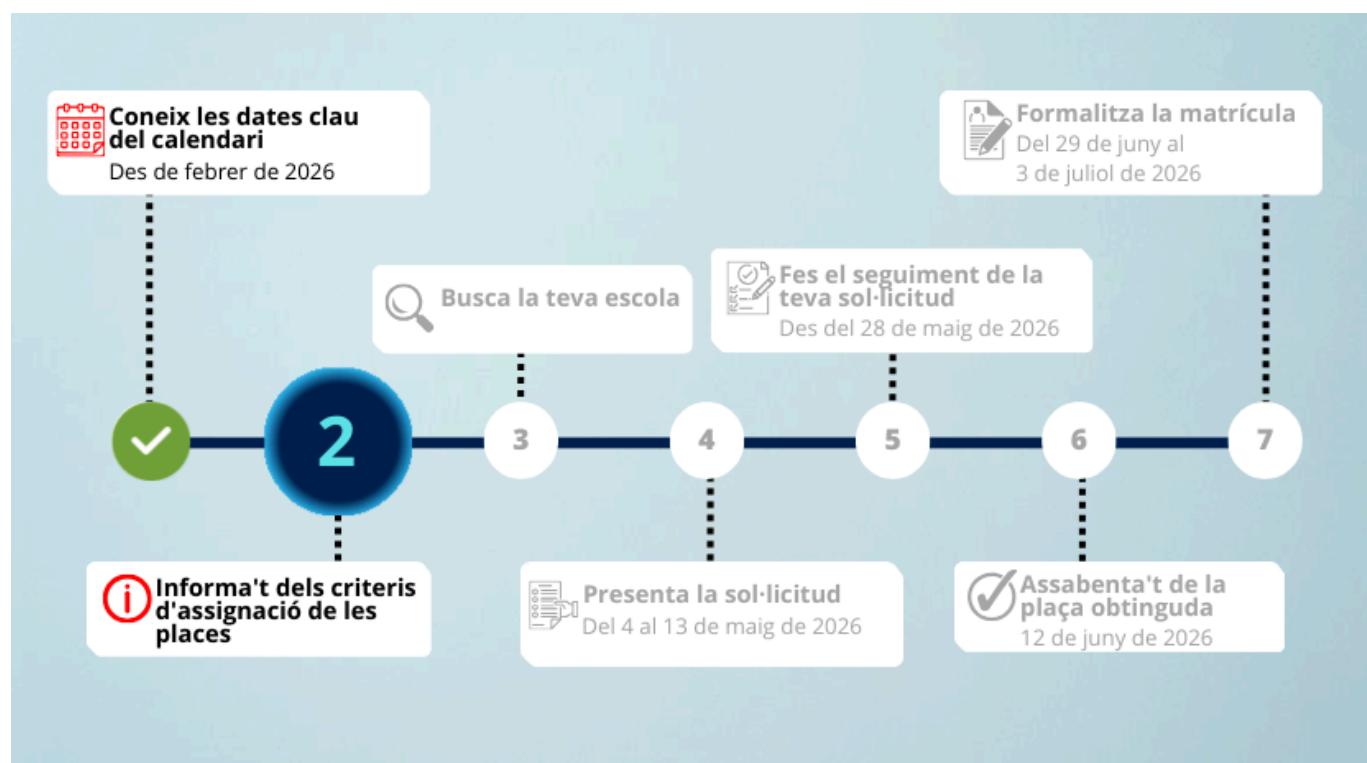 Coneix les dates clau
del calendari
Des de febrer de 2026
Formalitza la matrícula
Del 29 de juny al
3 de juliol de 2026
Busca la teva escola
Fes el seguiment de la
teva sol·licitud
Des del 28 de maig de 2026
2
3
4
5
6
7
Informa't dels criteris
d'assignació de les
places
Presenta la sol·licitud
Del 4 al 13 de maig de 2026
Assabenta't de la
plaça obtinguda
12 de juny de 2026